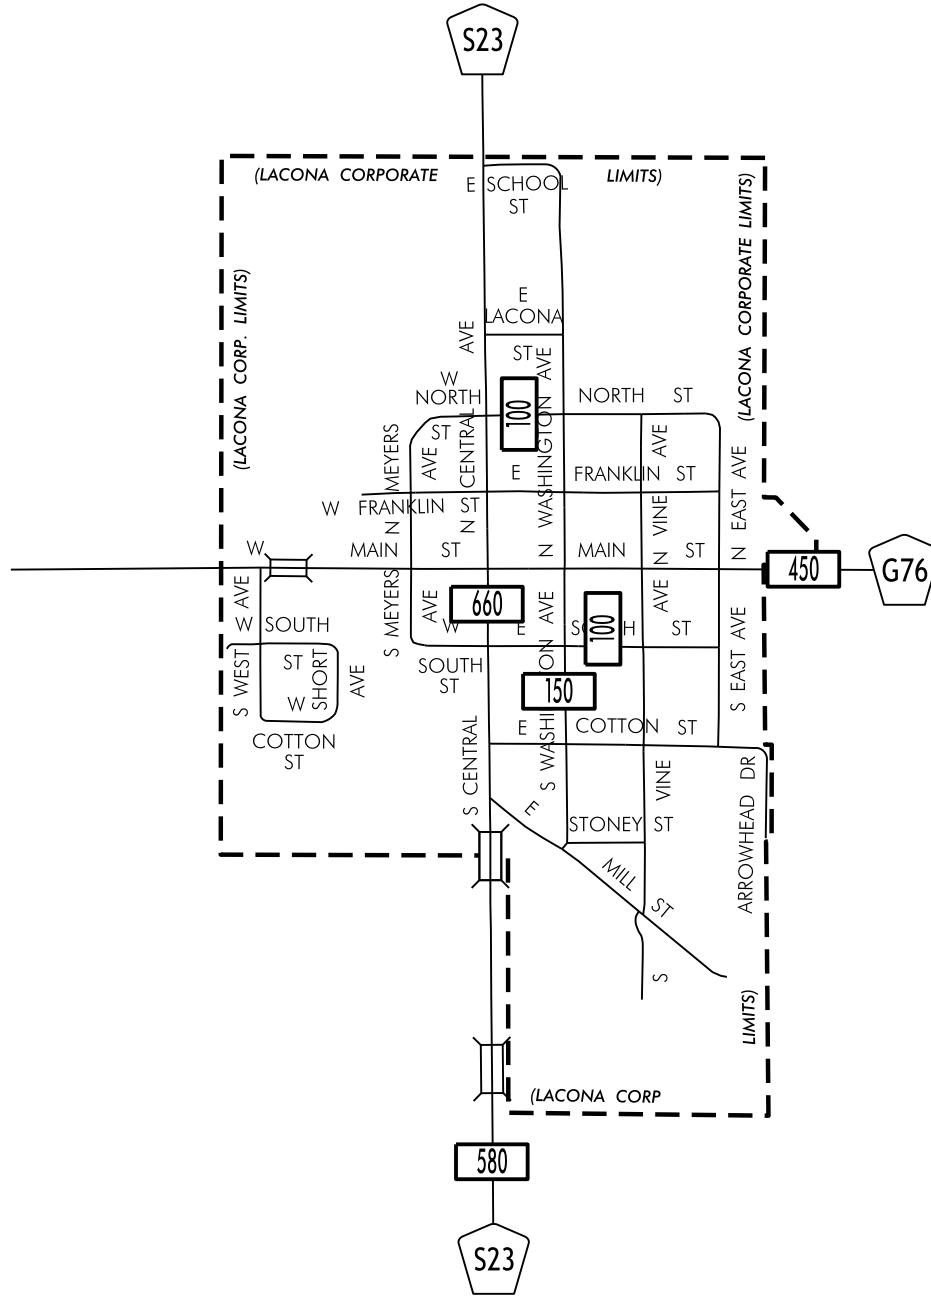 S23
(LACONA CORPORATE LIMITS)
E SCHOOL
ST
(LACONA CORPORATE LIMITS)
(LACONA CORP. LIMITS)
E
LACONA
ST
N CENTRAL AVE
N WASHINGTON AVE
W
NORTH
ST
100
NORTH ST
N MEYERS AVE
E FRANKLIN ST
W FRANKLIN ST
N VINE AVE
N EAST AVE
W MAIN ST
MAIN ST
450
G76
S WEST AVE
W SOUTH
ST
W
SHORT AVE
COTTON
ST
S MEYERS AVE
660
W
SOUTH
ST
E
100
ST
150
S CENTRAL
AVE
E COTTON ST
S EAST AVE
AVE
VINE
S
ARROWHEAD DR
E
STONEY ST
MILL ST
LIMITS)
(LACONA CORP
580
S23